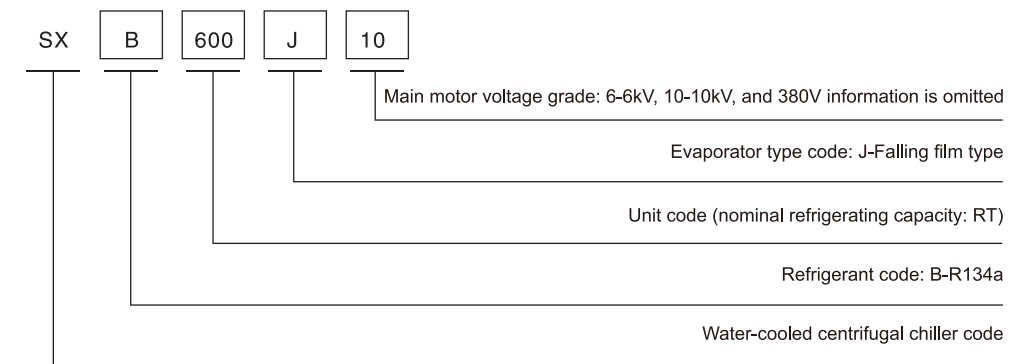 SX B 600 J 10
Main motor voltage grade: 6-6kV, 10-10kV, and 380V information is omitted
Evaporator type code: J-Falling film type
Unit code (nominal refrigerating capacity: RT)
Refrigerant code: B-R134a
Water-cooled centrifugal chiller code